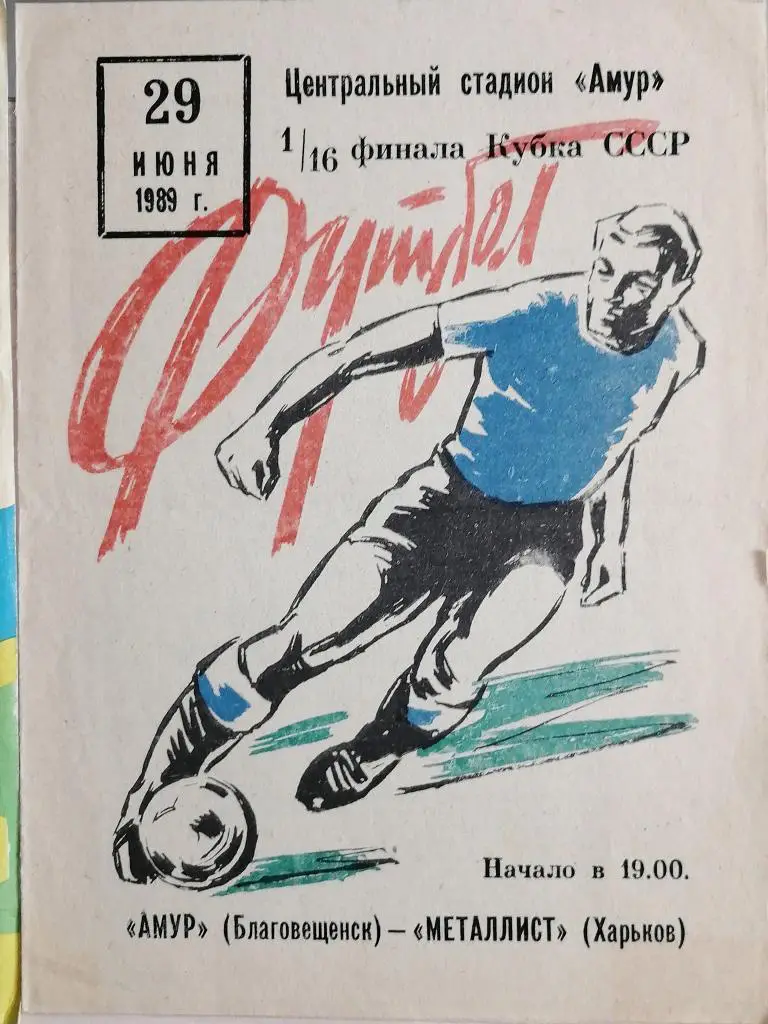 29
ИЮНЯ
1989 г.
Центральный стадион «Амур»
1/16 финала Кубка СССР
Футбол
Начало в 19.00.
«АМУР» (Благовещенск) — «МЕТАЛЛИСТ» (Харьков)